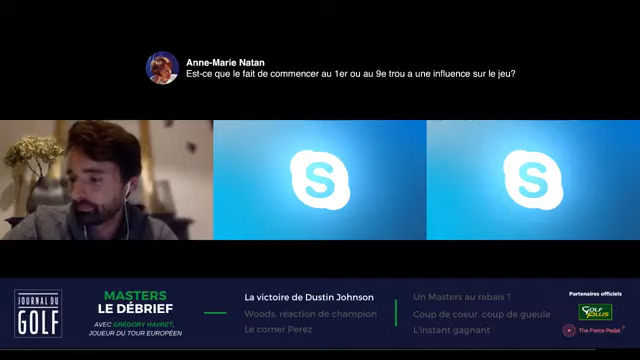 Anne-Marie Natan
Est-ce que le fait de commencer au 1er ou au 9e trou a une influence sur le jeu?
S
S
JOURNAL DU
GOLF
MASTERS
LE DÉBRIEF
AVEC GRÉGORY HAVRET,
JOUEUR DU TOUR EUROPÉEN
La victoire de Dustin Johnson
Woods, réaction de champion
Le corner Perez
Un Masters au rabais ?
Coup de coeur, coup de gueule
L'instant gagnant
Partenaires officiels
GOLF PLUS
The Force Pedal